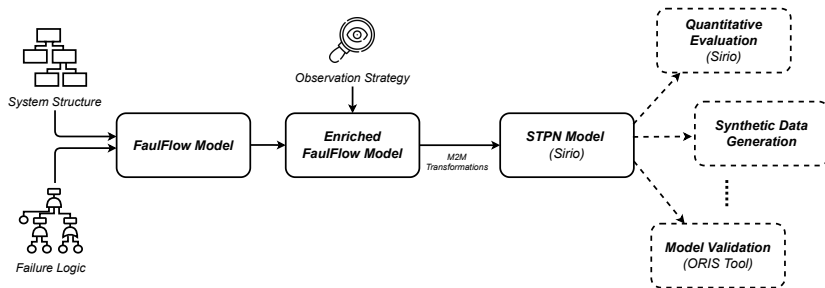 System Structure
Failure Logic
FaulFlow Model
Observation Strategy
Enriched
FaulFlow Model
M2M
Transformations
STPN Model
(Sirio)
Quantitative
Evaluation
(Sirio)
Synthetic Data
Generation
Model Validation
(ORIS Tool)